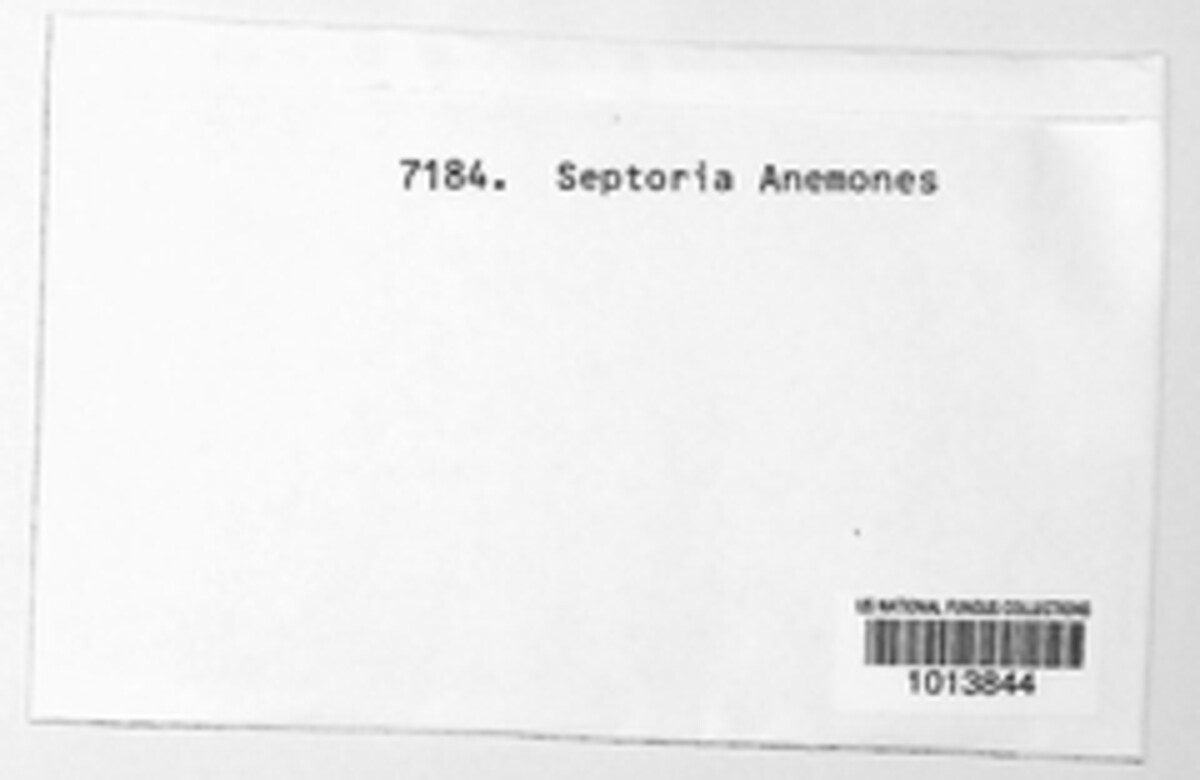 7184. Septoria Anemones
US NATIONAL FUNGUS COLLECTIONS
1013844